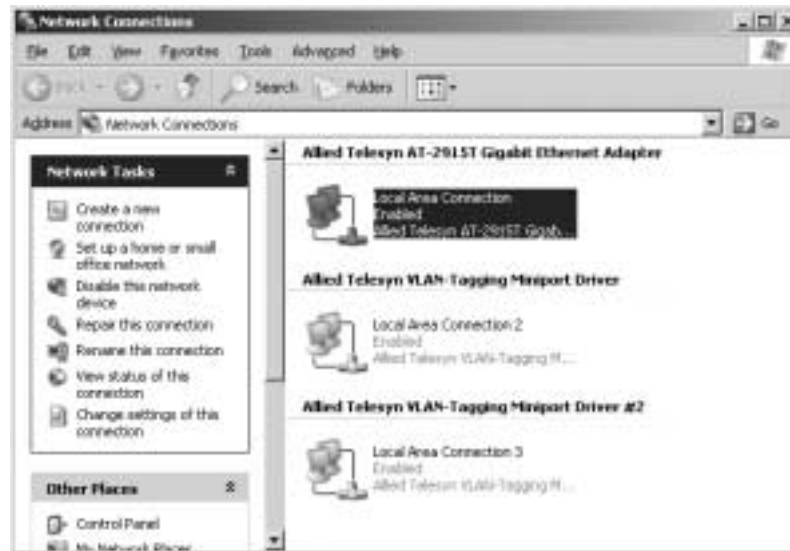 Network Connections
File Edit View Favorites Tools Advanced Help
Back Search Folders
Address Network Connections Go
Network Tasks
Create a new
connection
Set up a home or small
office network
Disable this network
device
Repair this connection
Rename this connection
View status of this
connection
Change settings of this
connection
Other Places
Control Panel
My Network Places
Allied Telesyn AT-2915T Gigabit Ethernet Adapter
Local Area Connection
Enabled
Allied Telesyn AT-2915T Gigab...
Allied Telesyn VLAN-Tagging Miniport Driver
Local Area Connection 2
Enabled
Allied Telesyn VLAN-Tagging M...
Allied Telesyn VLAN-Tagging Miniport Driver #2
Local Area Connection 3
Enabled
Allied Telesyn VLAN-Tagging M...